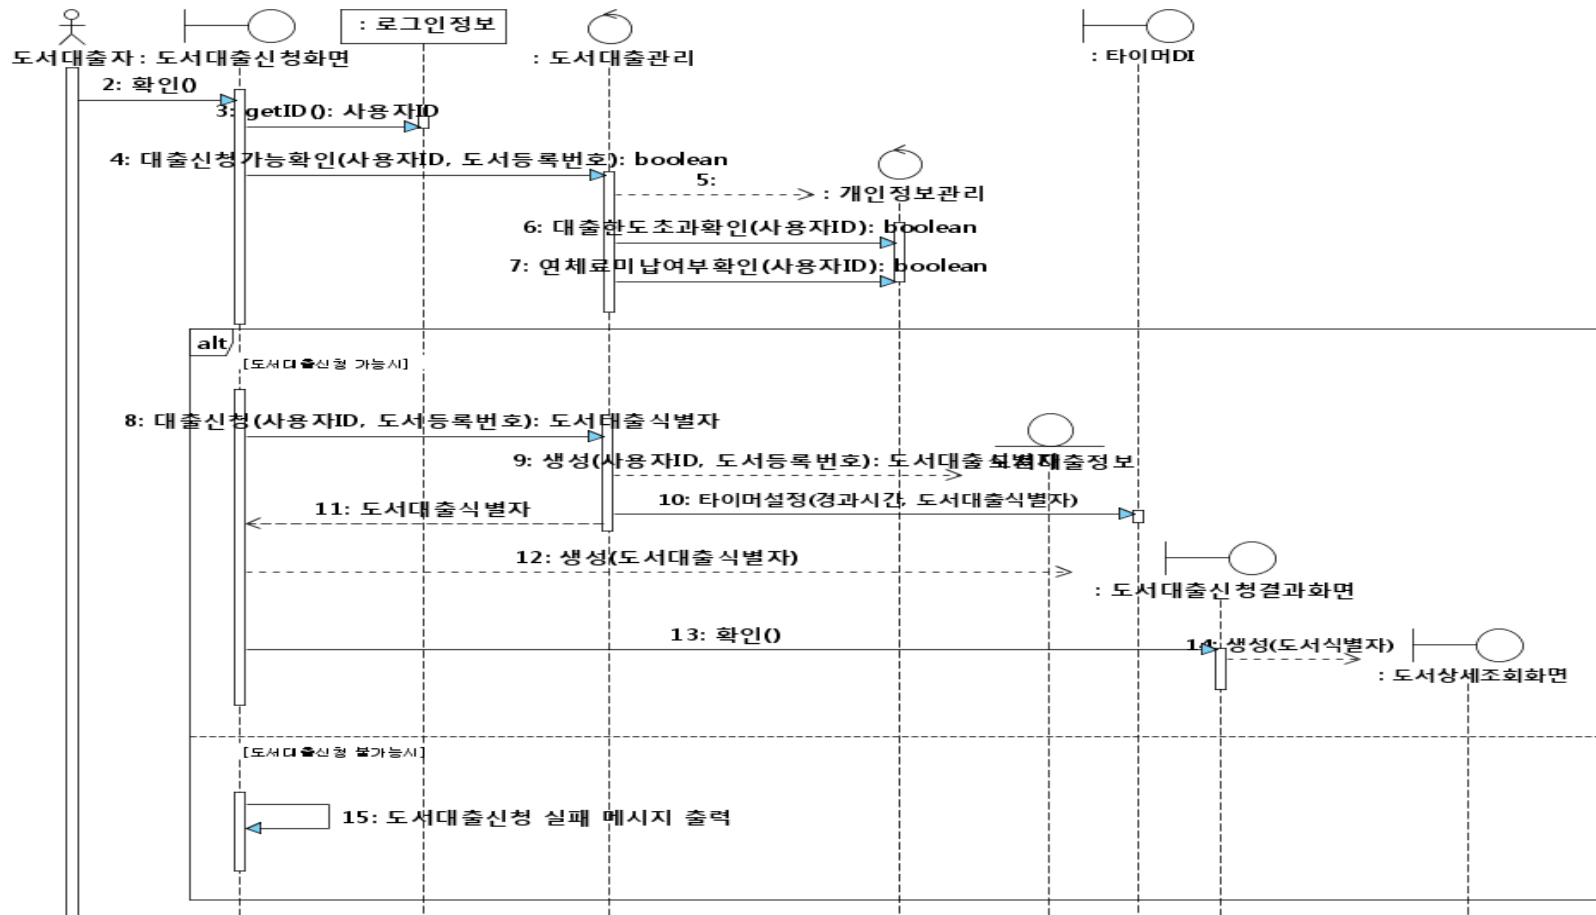 : 로그인정보
도서대출자
: 도서대출신청화면
: 도서대출관리
: 타이머DI
2: 확인()
3: getID(): 사용자ID
4: 대출신청가능확인(사용자ID, 도서등록번호): boolean
5:
: 개인정보관리
6: 대출한도초과확인(사용자ID): boolean
7: 연체료미납여부확인(사용자ID): boolean
alt
[도서대출신청 가능시]
8: 대출신청(사용자ID, 도서등록번호): 도서대출식별자
9: 생성(사용자ID, 도서등록번호): 도서대출식별자
: 도서대출정보
10: 타이머설정(경과시간, 도서대출식별자)
11: 도서대출식별자
12: 생성(도서대출식별자)
: 도서대출신청결과화면
13: 확인()
14: 생성(도서식별자)
: 도서상세조회화면
[도서대출신청 불가능시]
15: 도서대출신청 실패 메시지 출력